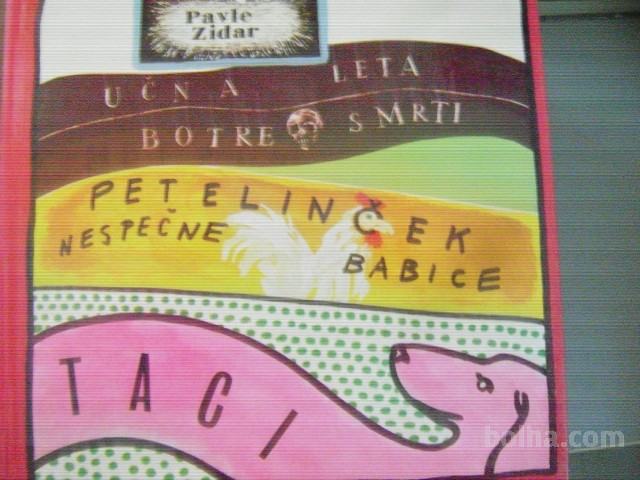 Pavle
Zidar
UČNA LETA
BOTRE SMRTI
PETELINČEK
NESPEČNE BABICE
TACI
bolha.com